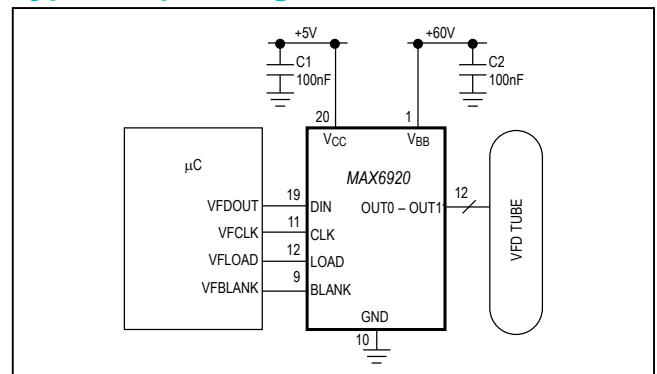 +5V
+60V
C1
100nF
C2
100nF
20
1
VCC
VBB
μC
MAX6920
VFDOUT
19
DIN
OUT0 – OUT1
12
VFD TUBE
VFCLK
11
CLK
VFLOAD
12
LOAD
VFBLANK
9
BLANK
GND
10